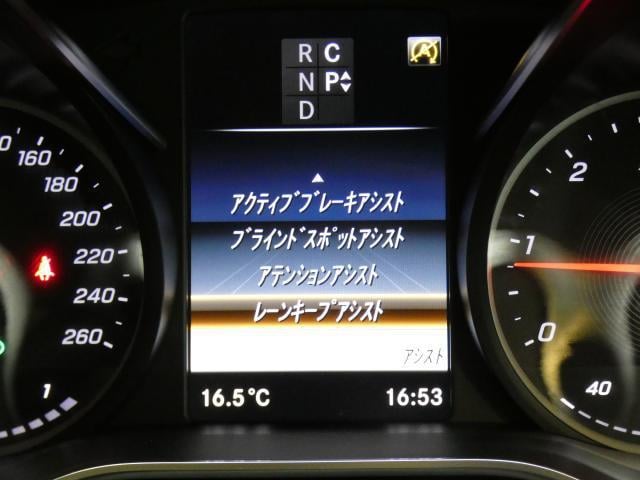 R C
N P
D
A
アクティブブレーキアシスト
ブラインドスポットアシスト
アテンションアシスト
レーンキープアシスト
アシスト
16.5°C 16:53
160
180
200
220
240
260
1
2
1
0
40